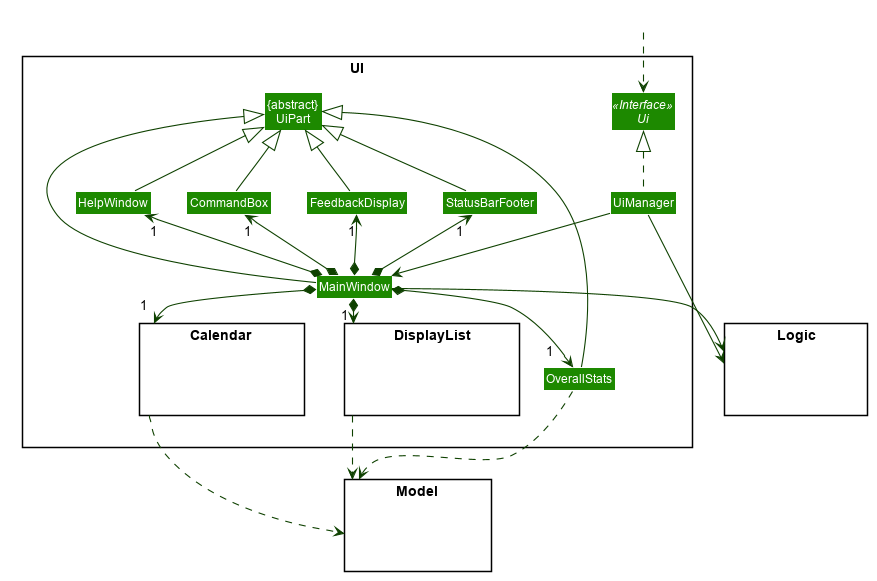 UI
{abstract}
UiPart
«Interface»
Ui
HelpWindow
CommandBox
FeedbackDisplay
StatusBarFooter
UiManager
1
1
1
1
MainWindow
1
1
1
Calendar
DisplayList
OverallStats
Logic
Model